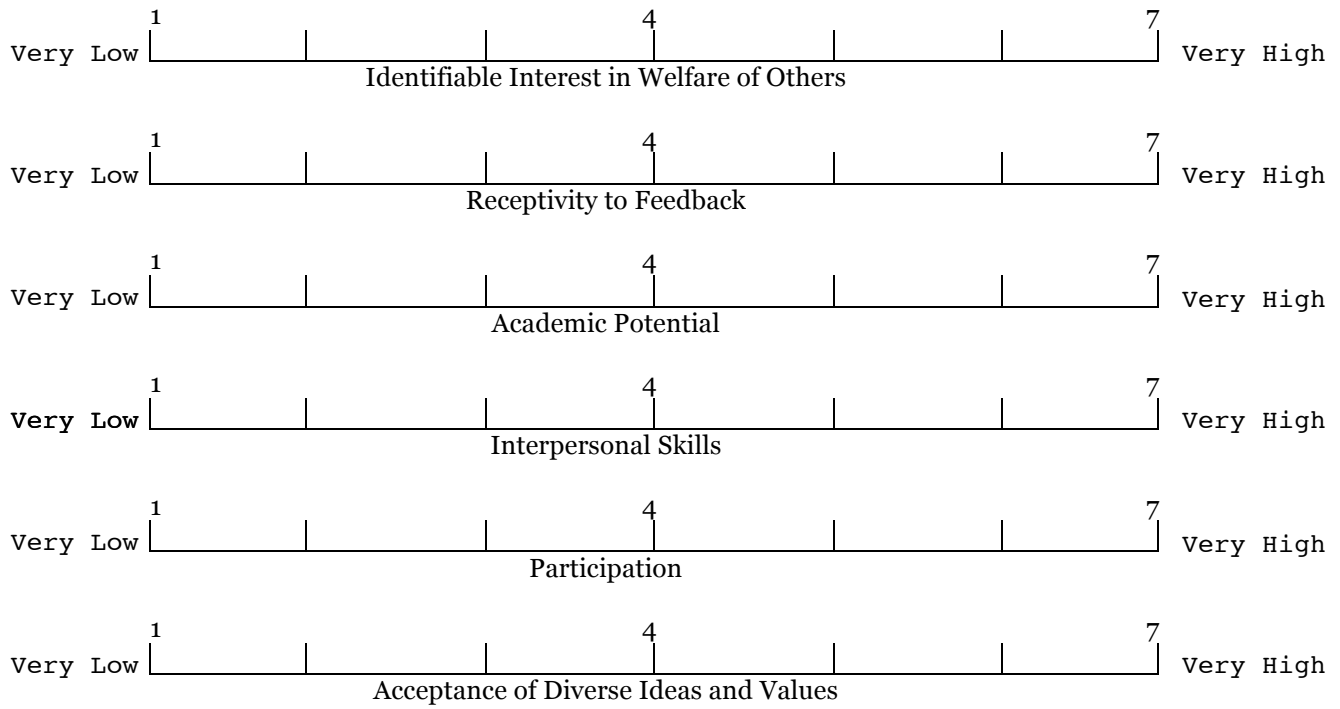 1 4 7
Very Low Very High
Identifiable Interest in Welfare of Others
1 4 7
Very Low Very High
Receptivity to Feedback
1 4 7
Very Low Very High
Academic Potential
1 4 7
Very Low Very High
Interpersonal Skills
1 4 7
Very Low Very High
Participation
1 4 7
Very Low Very High
Acceptance of Diverse Ideas and Values